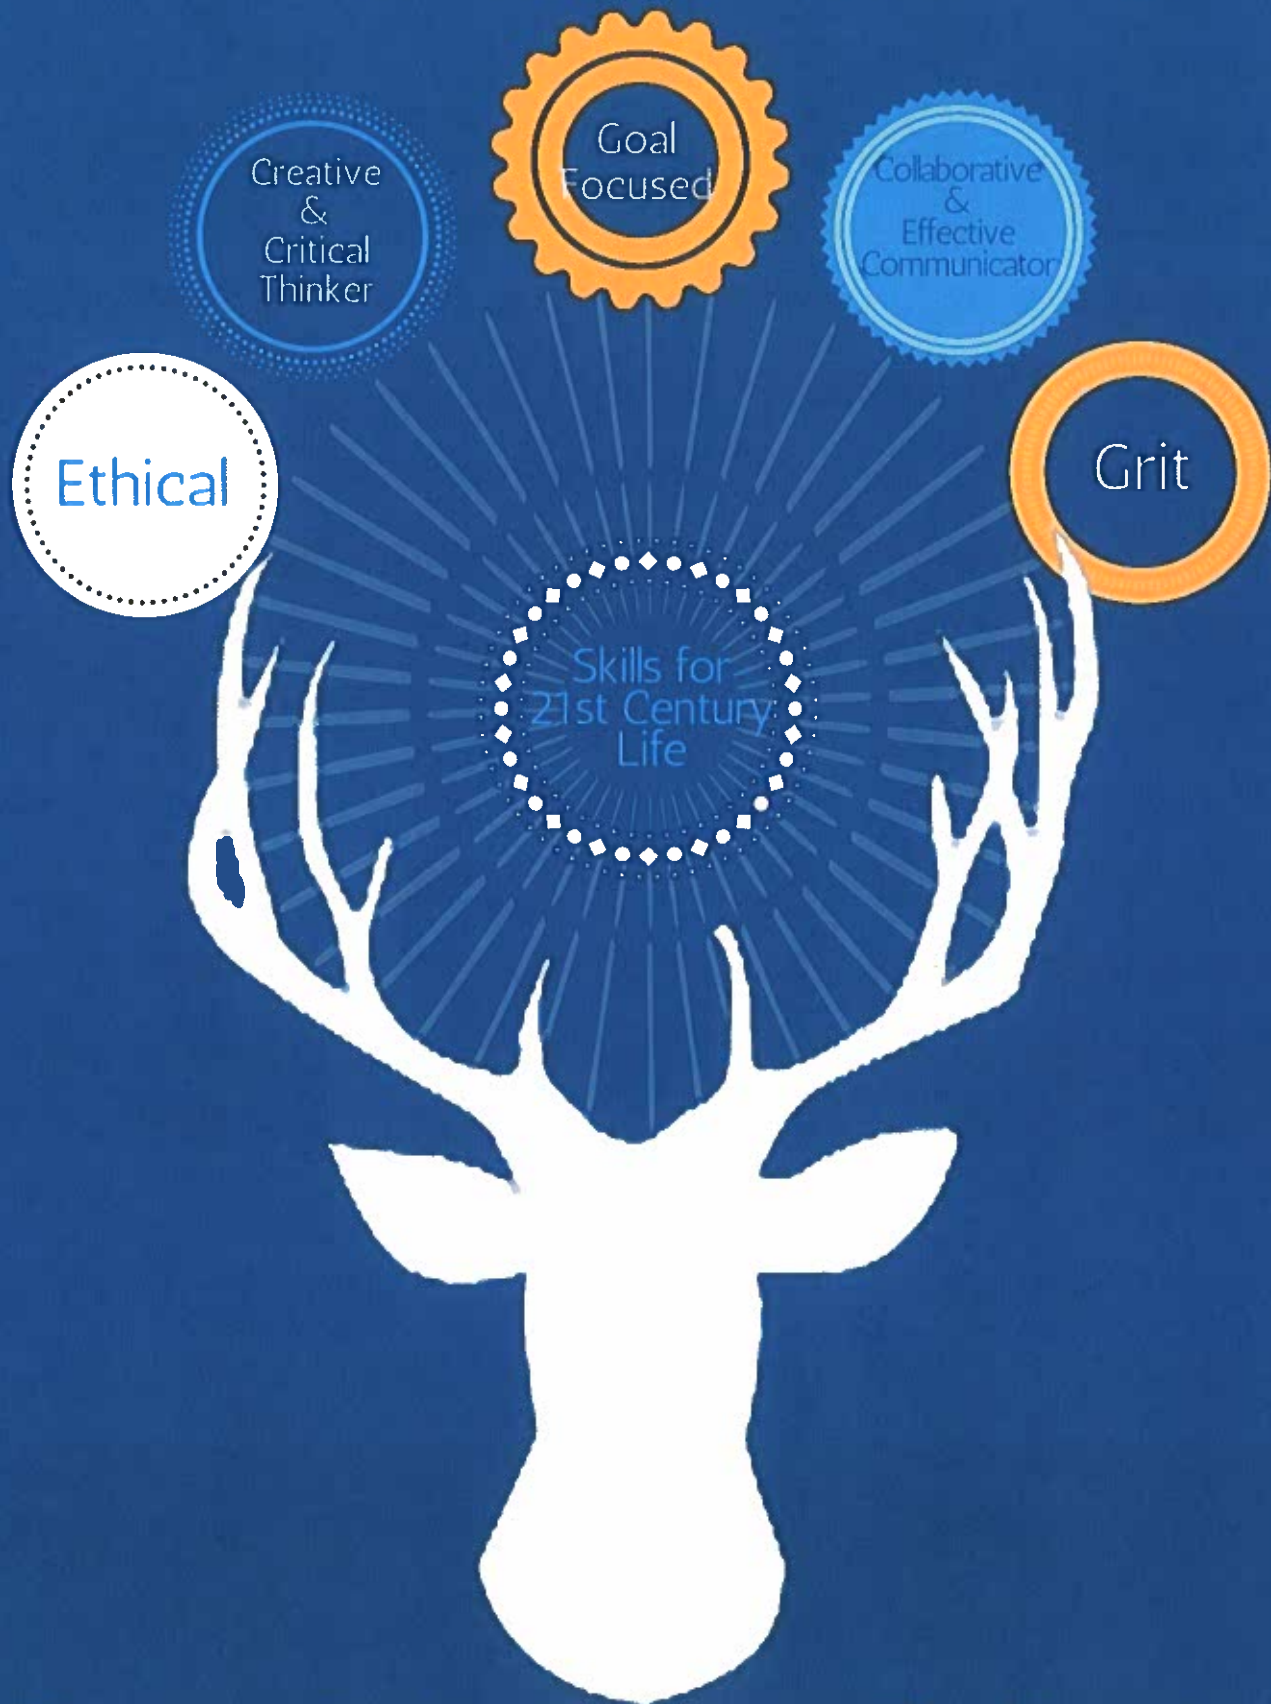 Goal
Focused
Creative
&
Critical
Thinker
Collaborative
&
Effective
Communicator
Ethical
Grit
Skills for
21st Century
Life